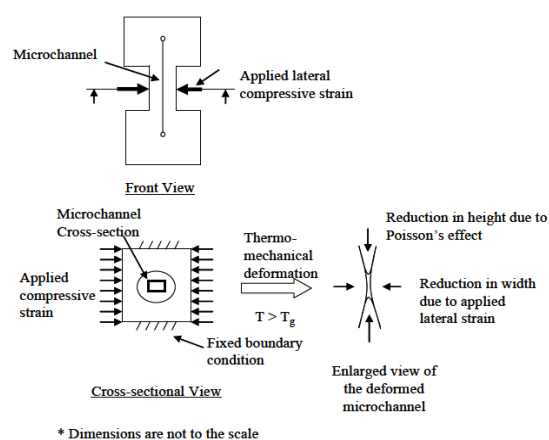 Microchannel
Applied lateral
compressive strain
Front View
Microchannel
Cross-section
Applied
compressive
strain
Thermo-
mechanical
deformation
T > Tg
Fixed boundary
condition
Cross-sectional View
Reduction in height due to
Poisson's effect
Reduction in width
due to applied
lateral strain
Enlarged view of
the deformed
microchannel
* Dimensions are not to the scale